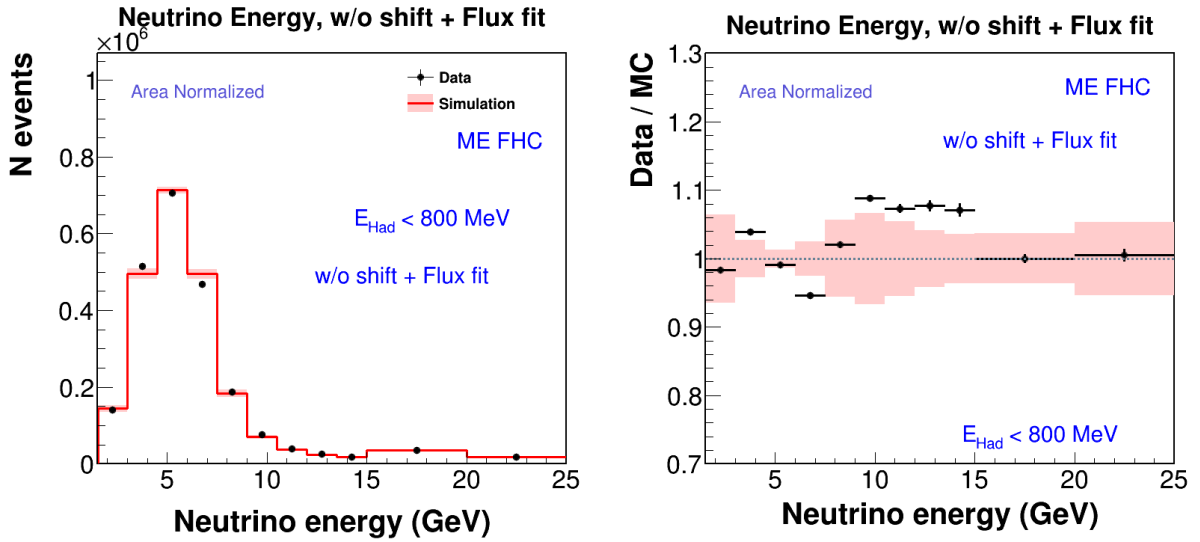 Neutrino Energy, w/o shift + Flux fit
×10⁶
N events
1
0.8
0.6
0.4
0.2
0
Area Normalized
Data
Simulation
ME FHC
E_Had < 800 MeV
w/o shift + Flux fit
5 10 15 20 25
Neutrino energy (GeV)
Neutrino Energy, w/o shift + Flux fit
Data / MC
1.3
1.2
1.1
1
0.9
0.8
0.7
Area Normalized
ME FHC
w/o shift + Flux fit
E_Had < 800 MeV
5 10 15 20 25
Neutrino energy (GeV)